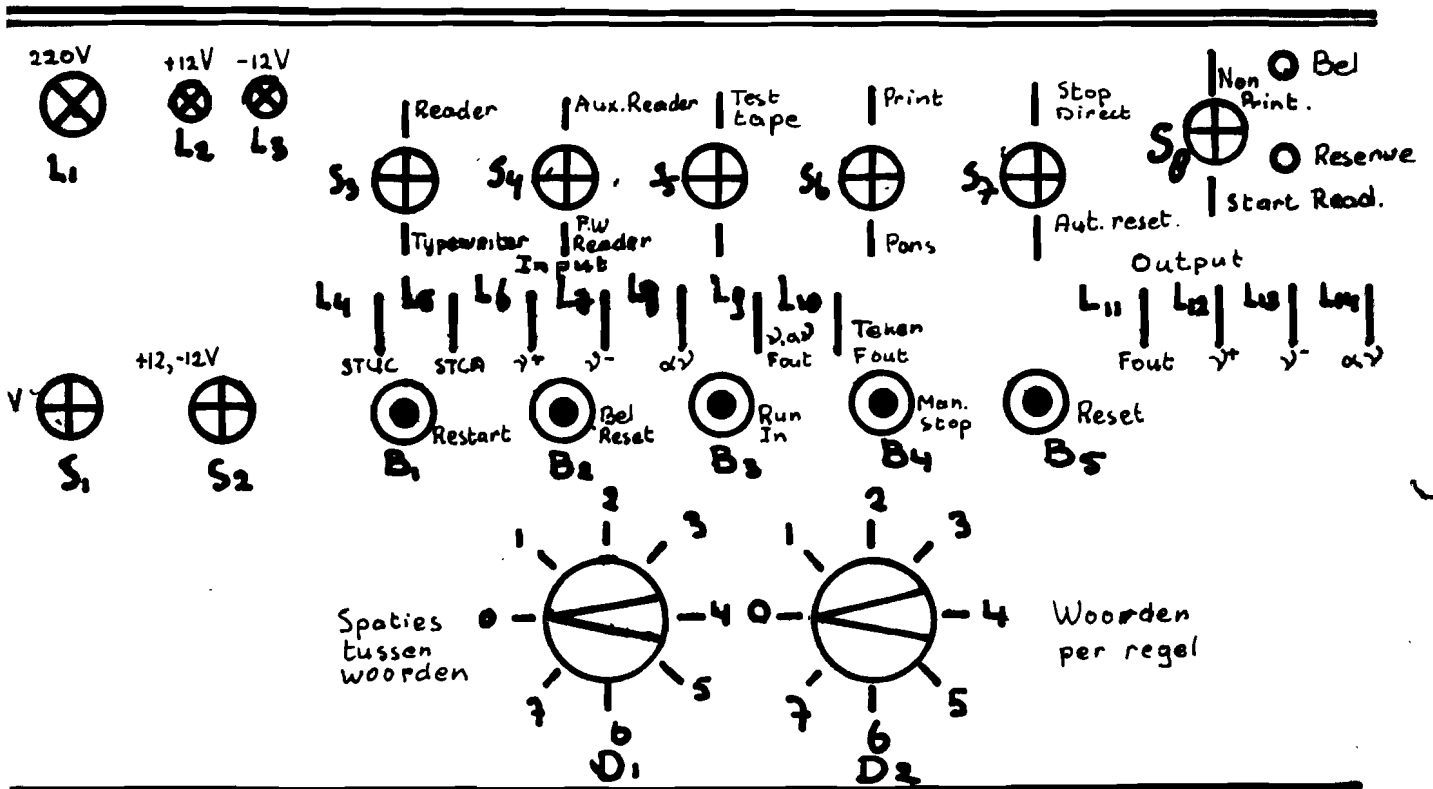 220V +12V -12V
L1 L2 L3
Reader
Aux. Reader
Test
tape
Print
Stop
Direct
Non
Print.
Bel
Reserve
S3 S4 S5 S6 S7 S8
Typewriter
P.W
Reader
Pons
Aut. reset.
Start Read.
Input
Output
L4 L5 L6 L7 L8 L9 L10
L11 L12 L13 L14
STUC STCA ν+ ν- αν
ν,αν
Fout
Teken
Fout
Fout ν+ ν- αν
V
+12,-12V
Restart
Bel
Reset
Run
In
Man.
Stop
Reset
S1 S2 B1 B2 B3 B4 B5
Spaties
tussen
woorden
0 1 2 3 4 5 6 7
D1
0 1 2 3 4 5 6 7
D2
Woorden
per regel